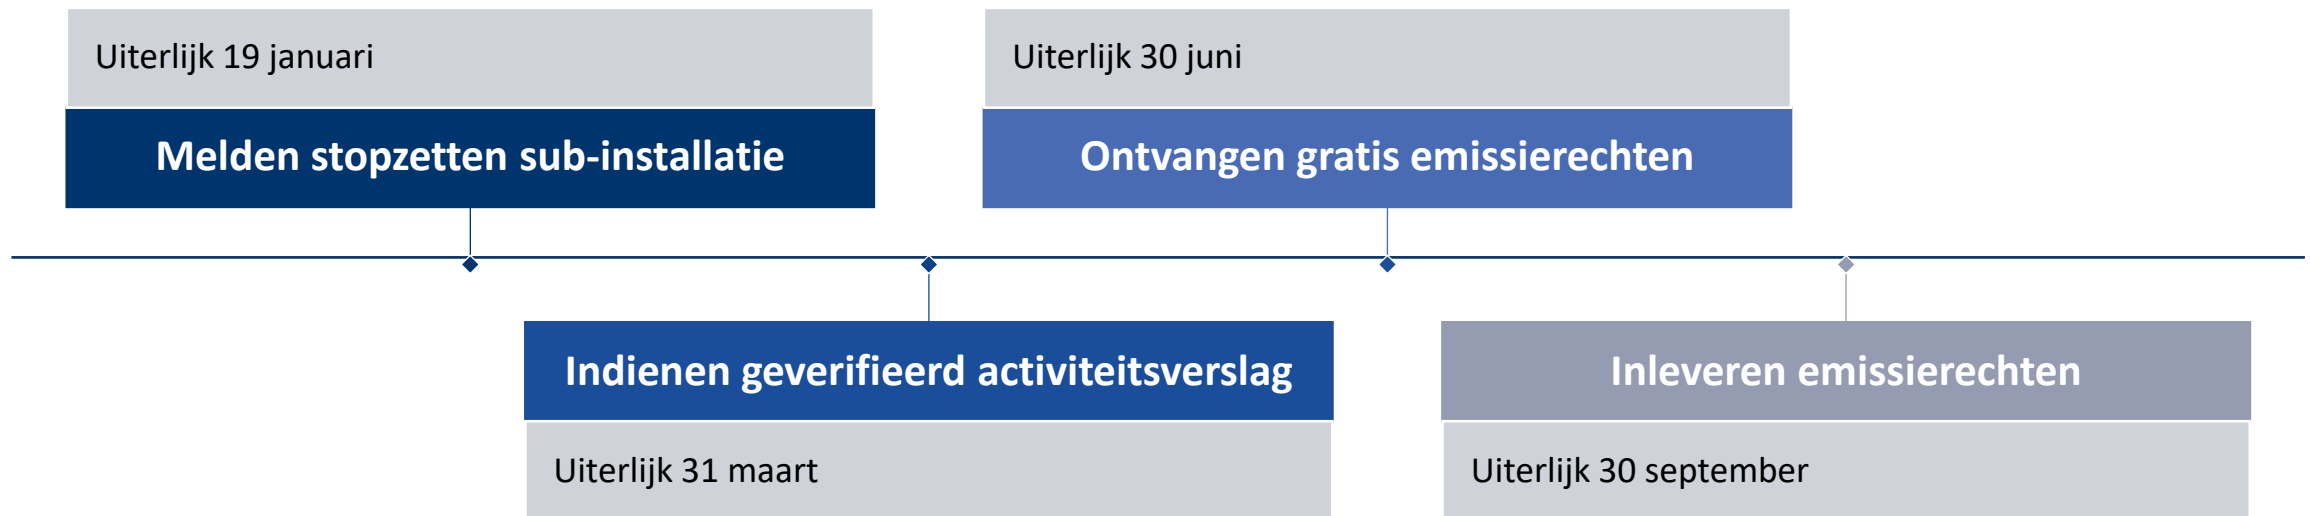 Uiterlijk 19 januari
Melden stopzetten sub-installatie
Indienen geverifieerd activiteitsverslag
Uiterlijk 31 maart
Uiterlijk 30 juni
Ontvangen gratis emissierechten
Inleveren emissierechten
Uiterlijk 30 september